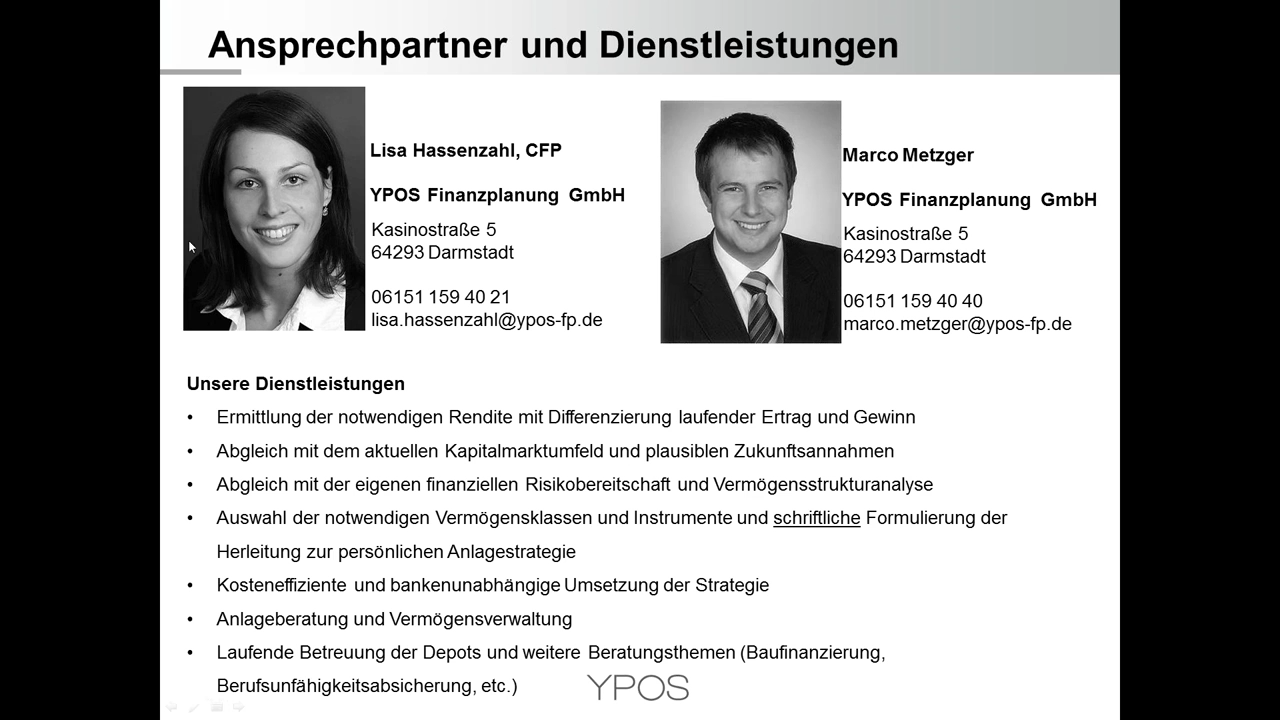 Ansprechpartner und Dienstleistungen
Lisa Hassenzahl, CFP
YPOS Finanzplanung GmbH
Kasinostraße 5
64293 Darmstadt
06151 159 40 21
lisa.hassenzahl@ypos-fp.de
Marco Metzger
YPOS Finanzplanung GmbH
Kasinostraße 5
64293 Darmstadt
06151 159 40 40
marco.metzger@ypos-fp.de
Unsere Dienstleistungen
• Ermittlung der notwendigen Rendite mit Differenzierung laufender Ertrag und Gewinn
• Abgleich mit dem aktuellen Kapitalmarktumfeld und plausiblen Zukunftsannahmen
• Abgleich mit der eigenen finanziellen Risikobereitschaft und Vermögensstrukturanalyse
• Auswahl der notwendigen Vermögensklassen und Instrumente und schriftliche Formulierung der
Herleitung zur persönlichen Anlagestrategie
• Kosteneffiziente und bankenunabhängige Umsetzung der Strategie
• Anlageberatung und Vermögensverwaltung
• Laufende Betreuung der Depots und weitere Beratungsthemen (Baufinanzierung,
Berufsunfähigkeitsabsicherung, etc.)
YPOS